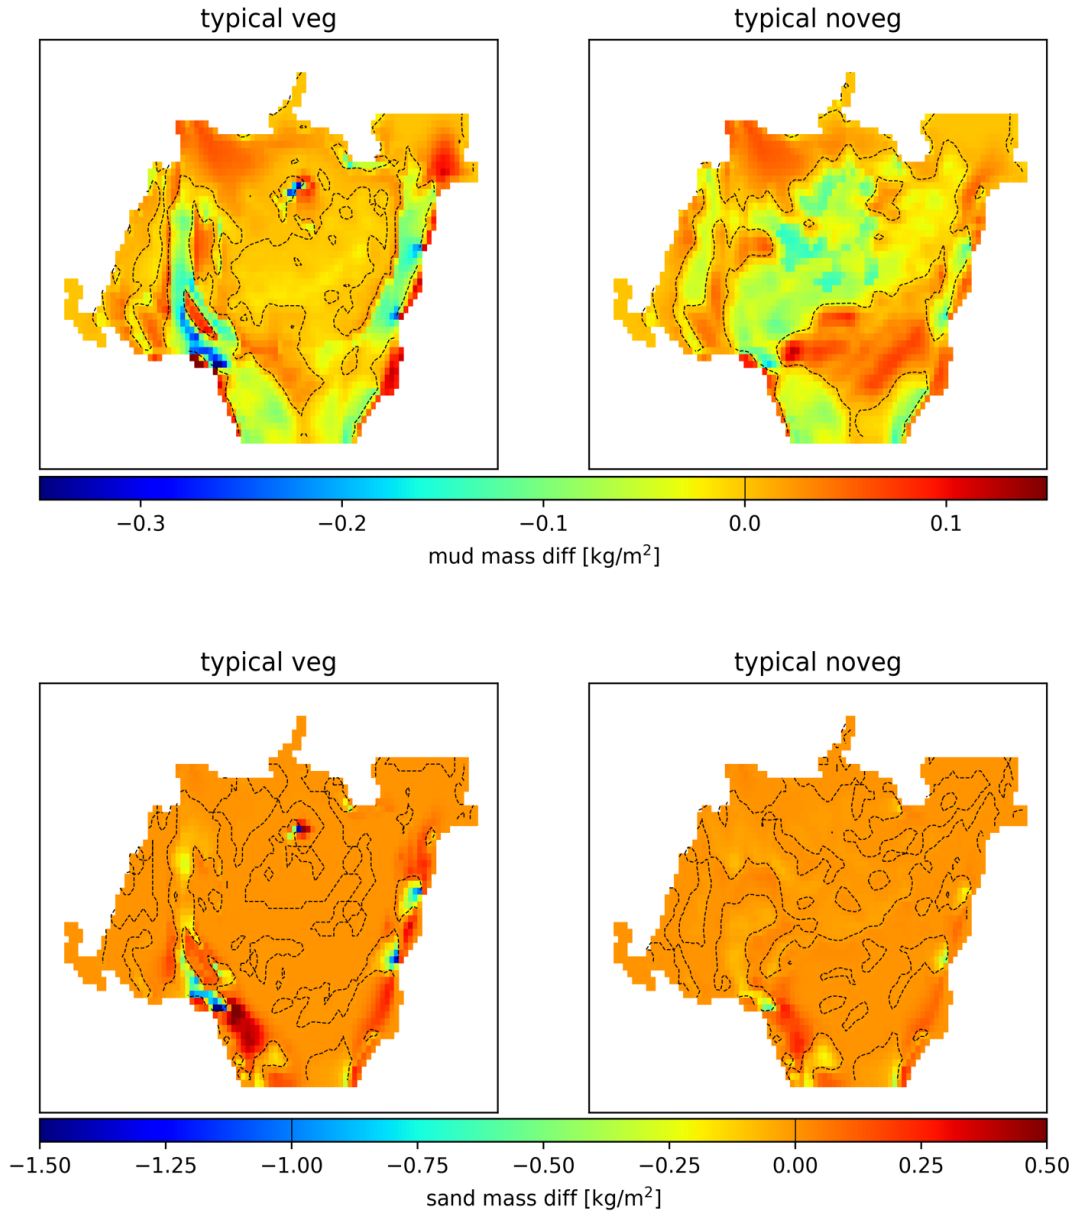 typical veg
typical noveg
−0.3 −0.2 −0.1 0.0 0.1
mud mass diff [kg/m²]
typical veg
typical noveg
−1.50 −1.25 −1.00 −0.75 −0.50 −0.25 0.00 0.25 0.50
sand mass diff [kg/m²]